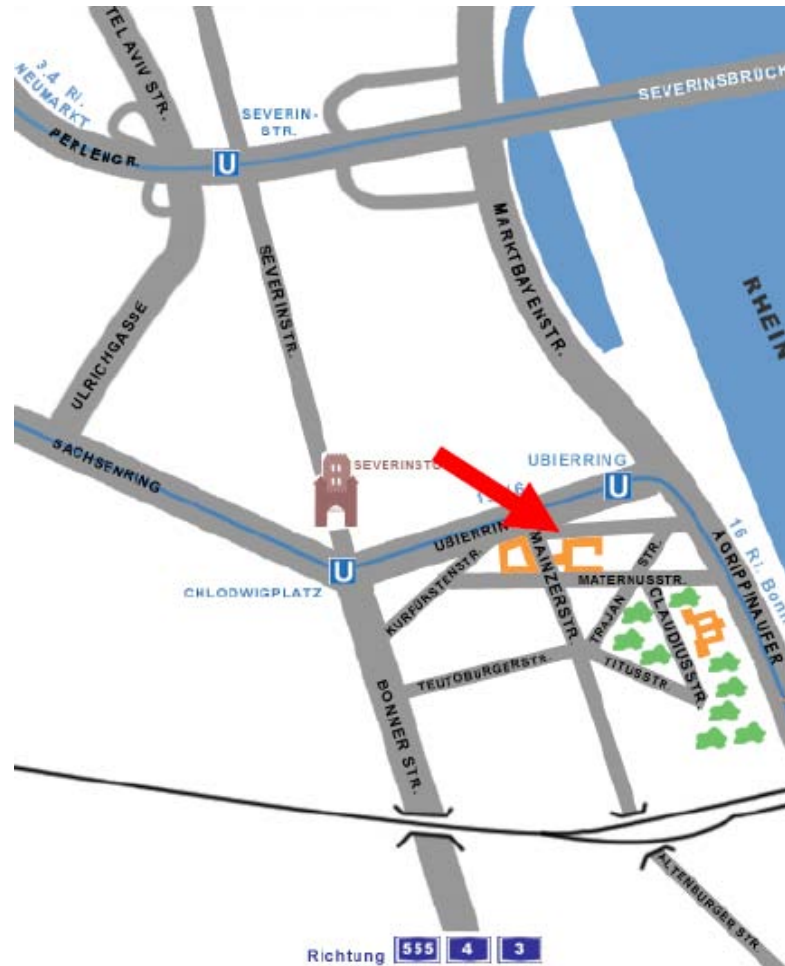 TEL AVIV STR.
3.4 Ri.
NEUMARKT
SEVERIN-
STR.
SEVERINSBRÜCK
PERLENGR.
U
SEVERINSTR.
MARKTBAYENSTR.
RHEIN
ULRICHGASSE
SACHSENRING
SEVERINSTO
UBIERRING
U
UBIERRIN
16 Ri. Bonn
AGRIPPINAUFER
CHLODWIGPLATZ
U
KURFÜRSTENSTR.
MAINZERSTR.
MATERNUSSTR.
TRAJAN STR.
CLAUDIUSSTR.
TITUSSTR.
TEUTOBURGERSTR.
BONNER STR.
ALTENBURGER STR.
Richtung 555 4 3